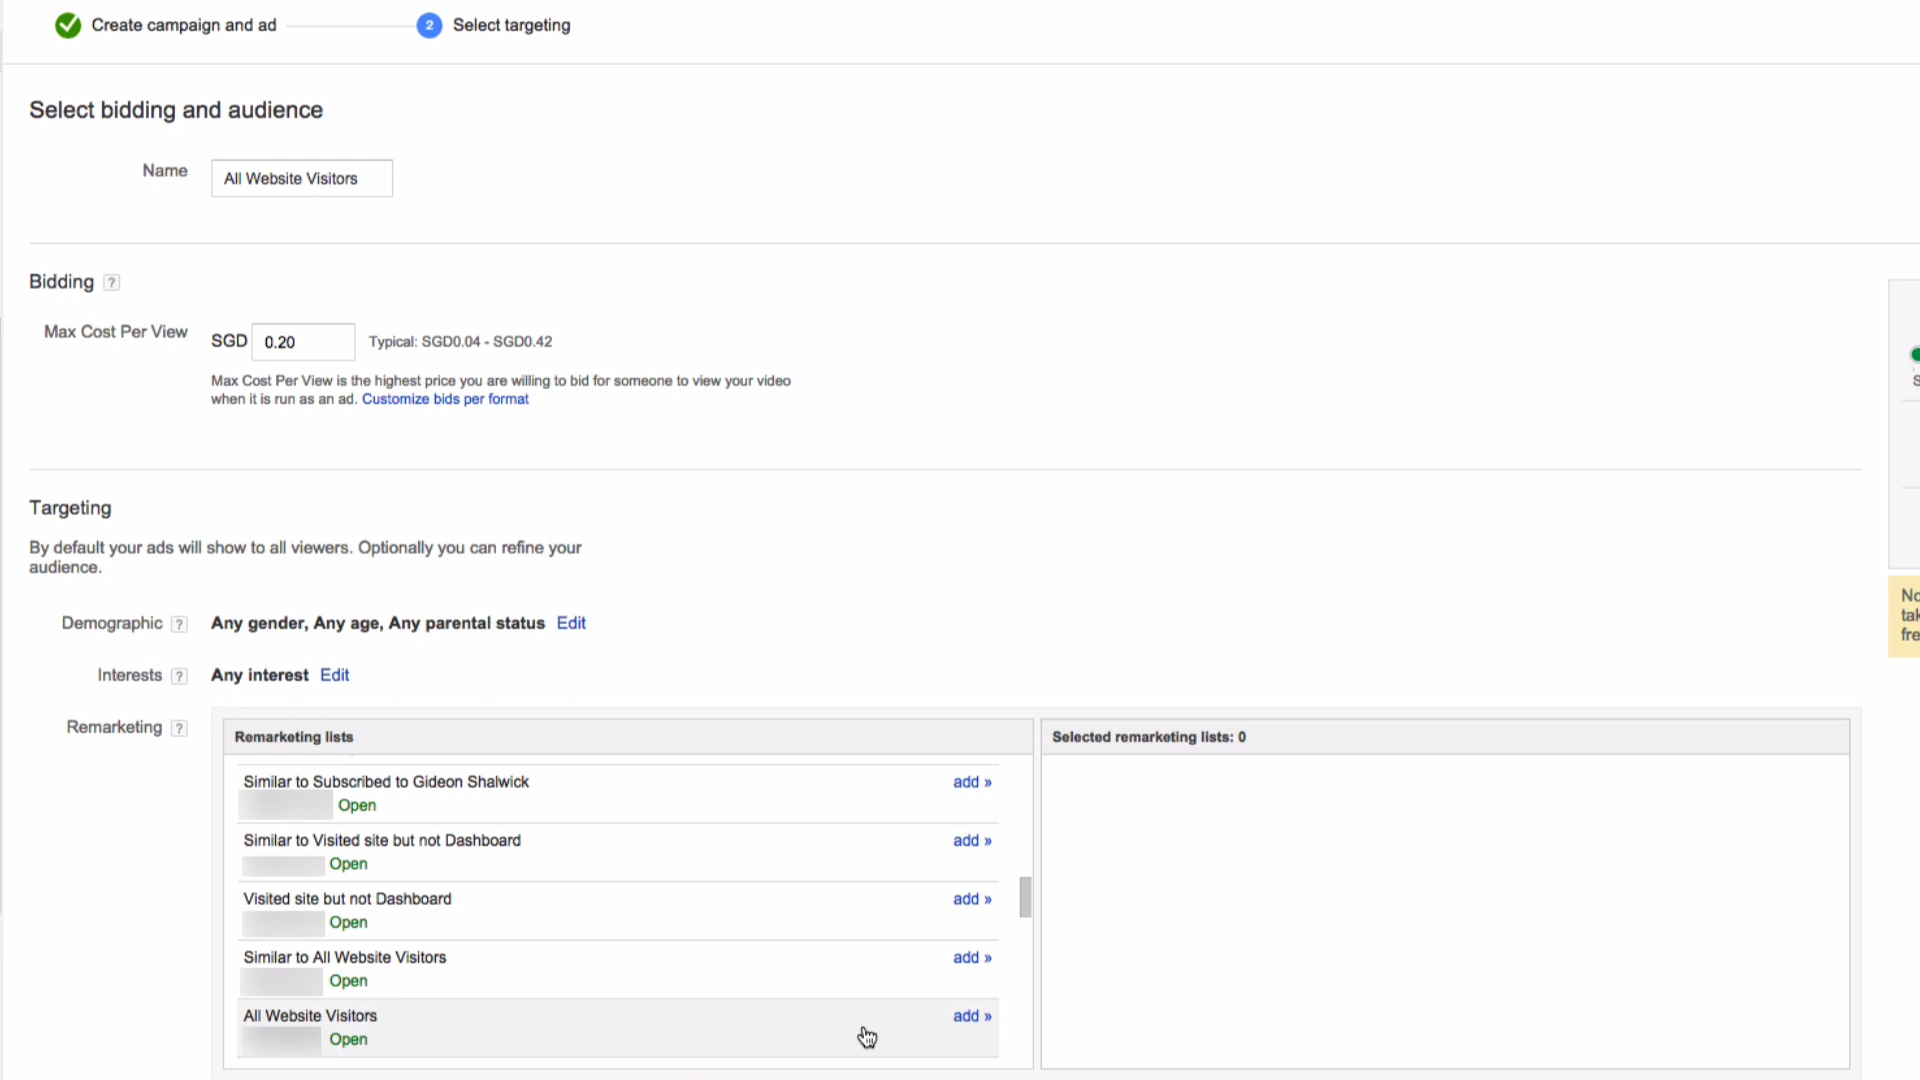 Create campaign and ad
2 Select targeting
Select bidding and audience
Name All Website Visitors
Bidding ?
Max Cost Per View SGD 0.20 Typical: SGD0.04 - SGD0.42
Max Cost Per View is the highest price you are willing to bid for someone to view your video
when it is run as an ad. Customize bids per format
Targeting
By default your ads will show to all viewers. Optionally you can refine your
audience.
Demographic ? Any gender, Any age, Any parental status Edit
Interests ? Any interest Edit
Remarketing ?
Remarketing lists
Similar to Subscribed to Gideon Shalwick add »
Open
Similar to Visited site but not Dashboard add »
Open
Visited site but not Dashboard add »
Open
Similar to All Website Visitors add »
Open
All Website Visitors add »
Open
Selected remarketing lists: 0